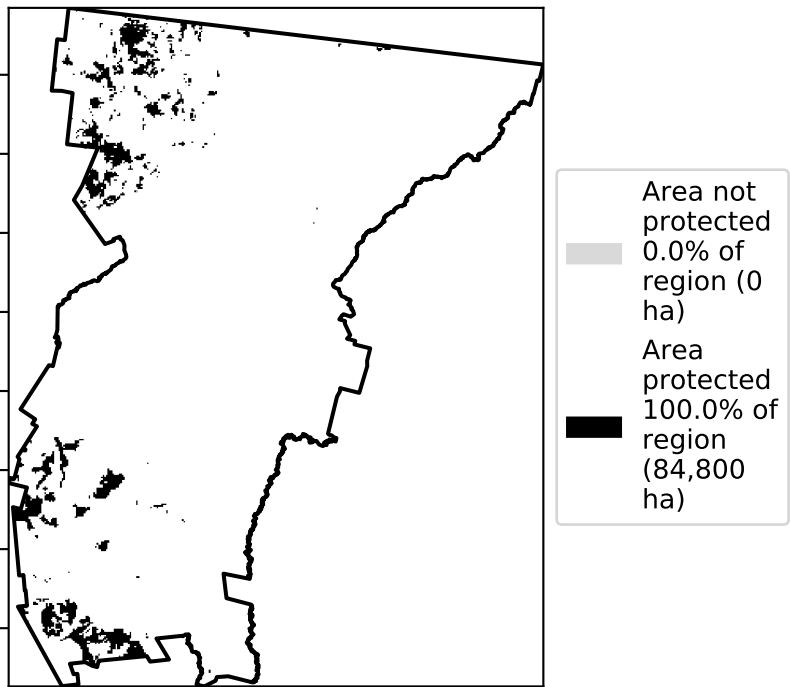 Area not
protected
0.0% of
region (0
ha)
Area
protected
100.0% of
region
(84,800
ha)